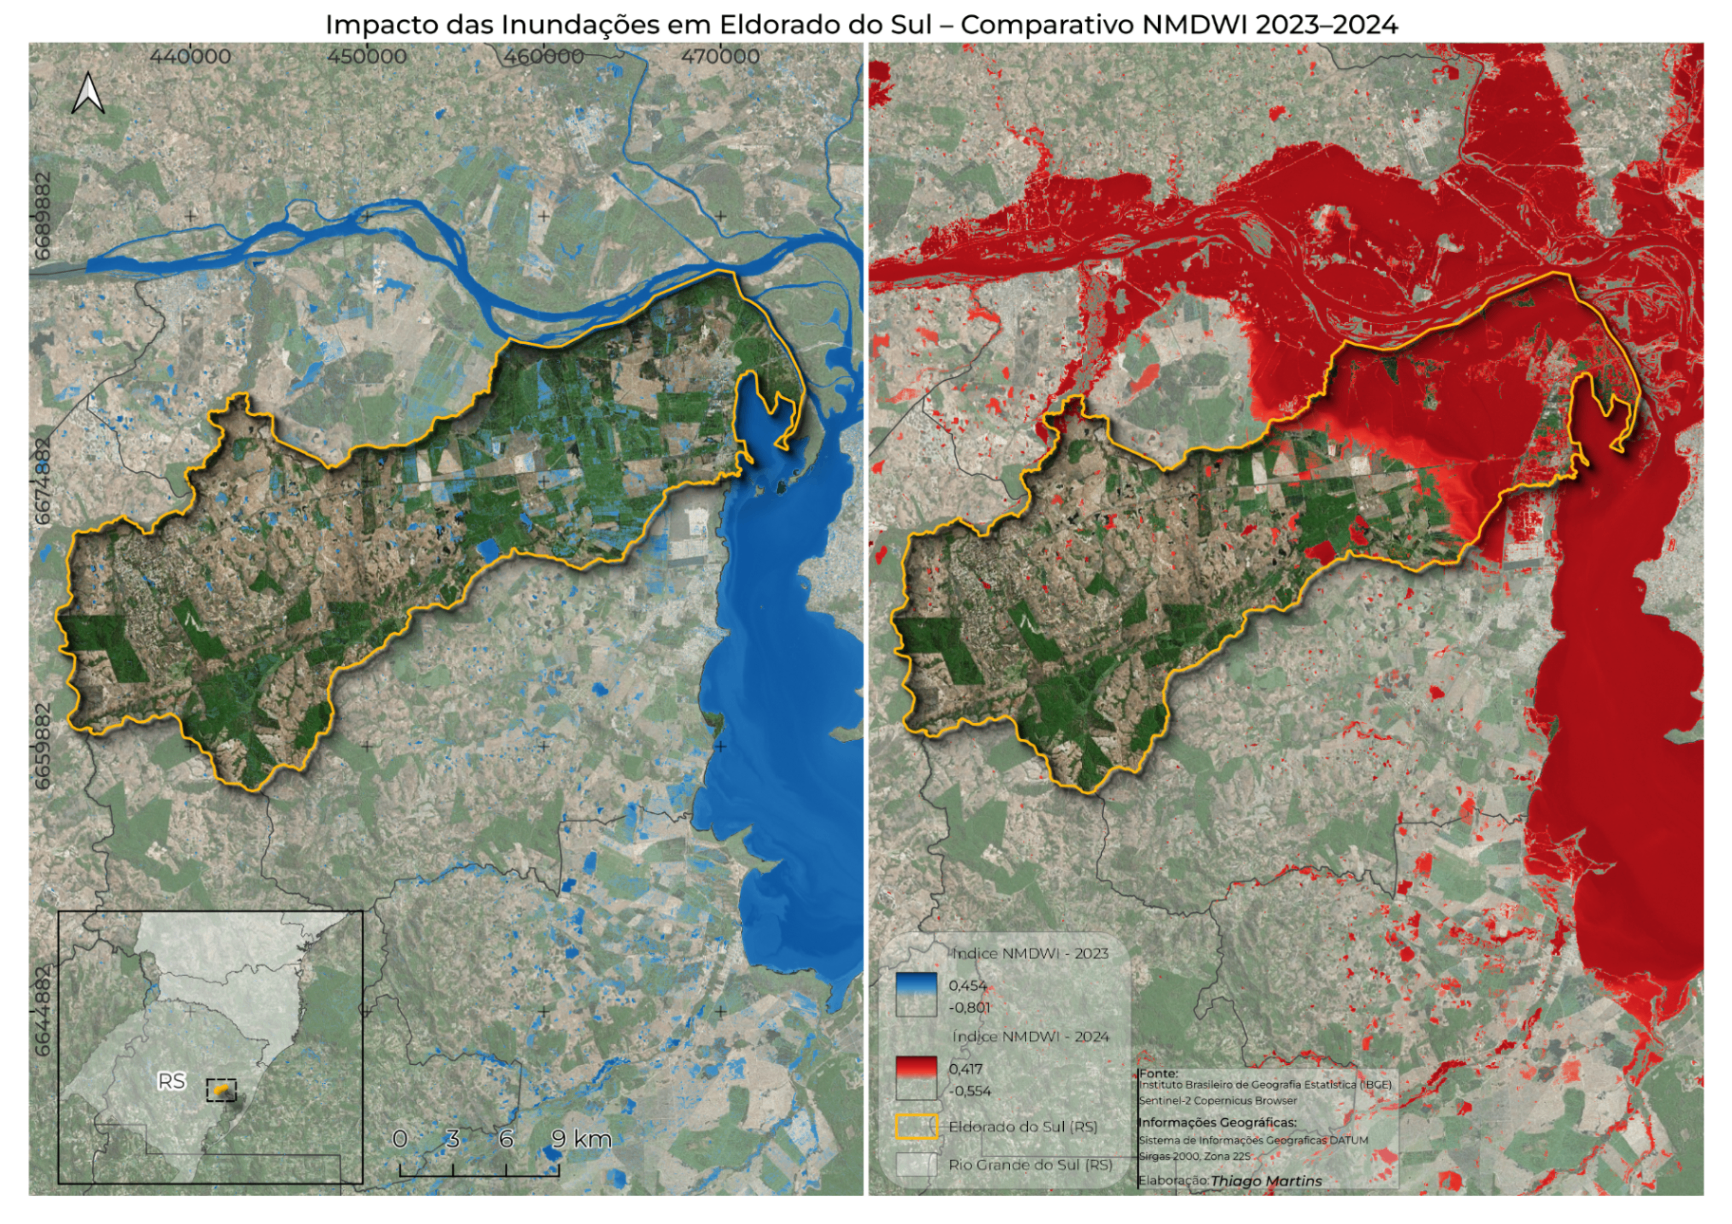 Impacto das Inundações em Eldorado do Sul – Comparativo NMDWI 2023–2024
440000 450000 460000 470000
6689882
6674882
6659882
6644882
RS
0 3 6 9 km
Índice NMDWI - 2023
0,454
-0,801
Índice NMDWI - 2024
0,417
-0,554
Eldorado do Sul (RS)
Rio Grande do Sul (RS)
Fonte:
Instituto Brasileiro de Geografia Estatística (IBGE)
Sentinel-2 Copernicus Browser
Informações Geográficas:
Sistema de Informações Geograficas DATUM
Sirgas 2000, Zona 22S
Elaboração: Thiago Martins